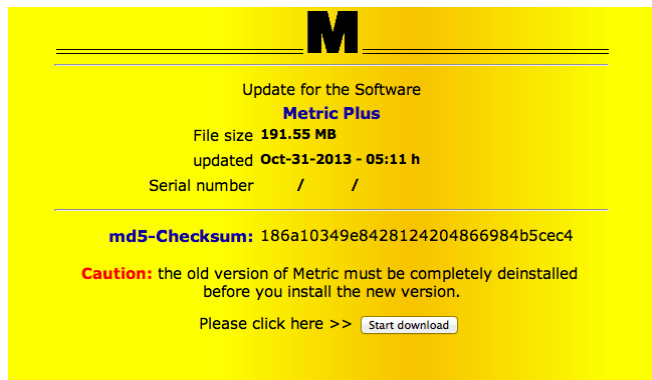 M
Update for the Software
Metric Plus
File size 191.55 MB
updated Oct-31-2013 - 05:11 h
Serial number / /
md5-Checksum: 186a10349e8428124204866984b5cec4
Caution: the old version of Metric must be completely deinstalled
before you install the new version.
Please click here >> Start download